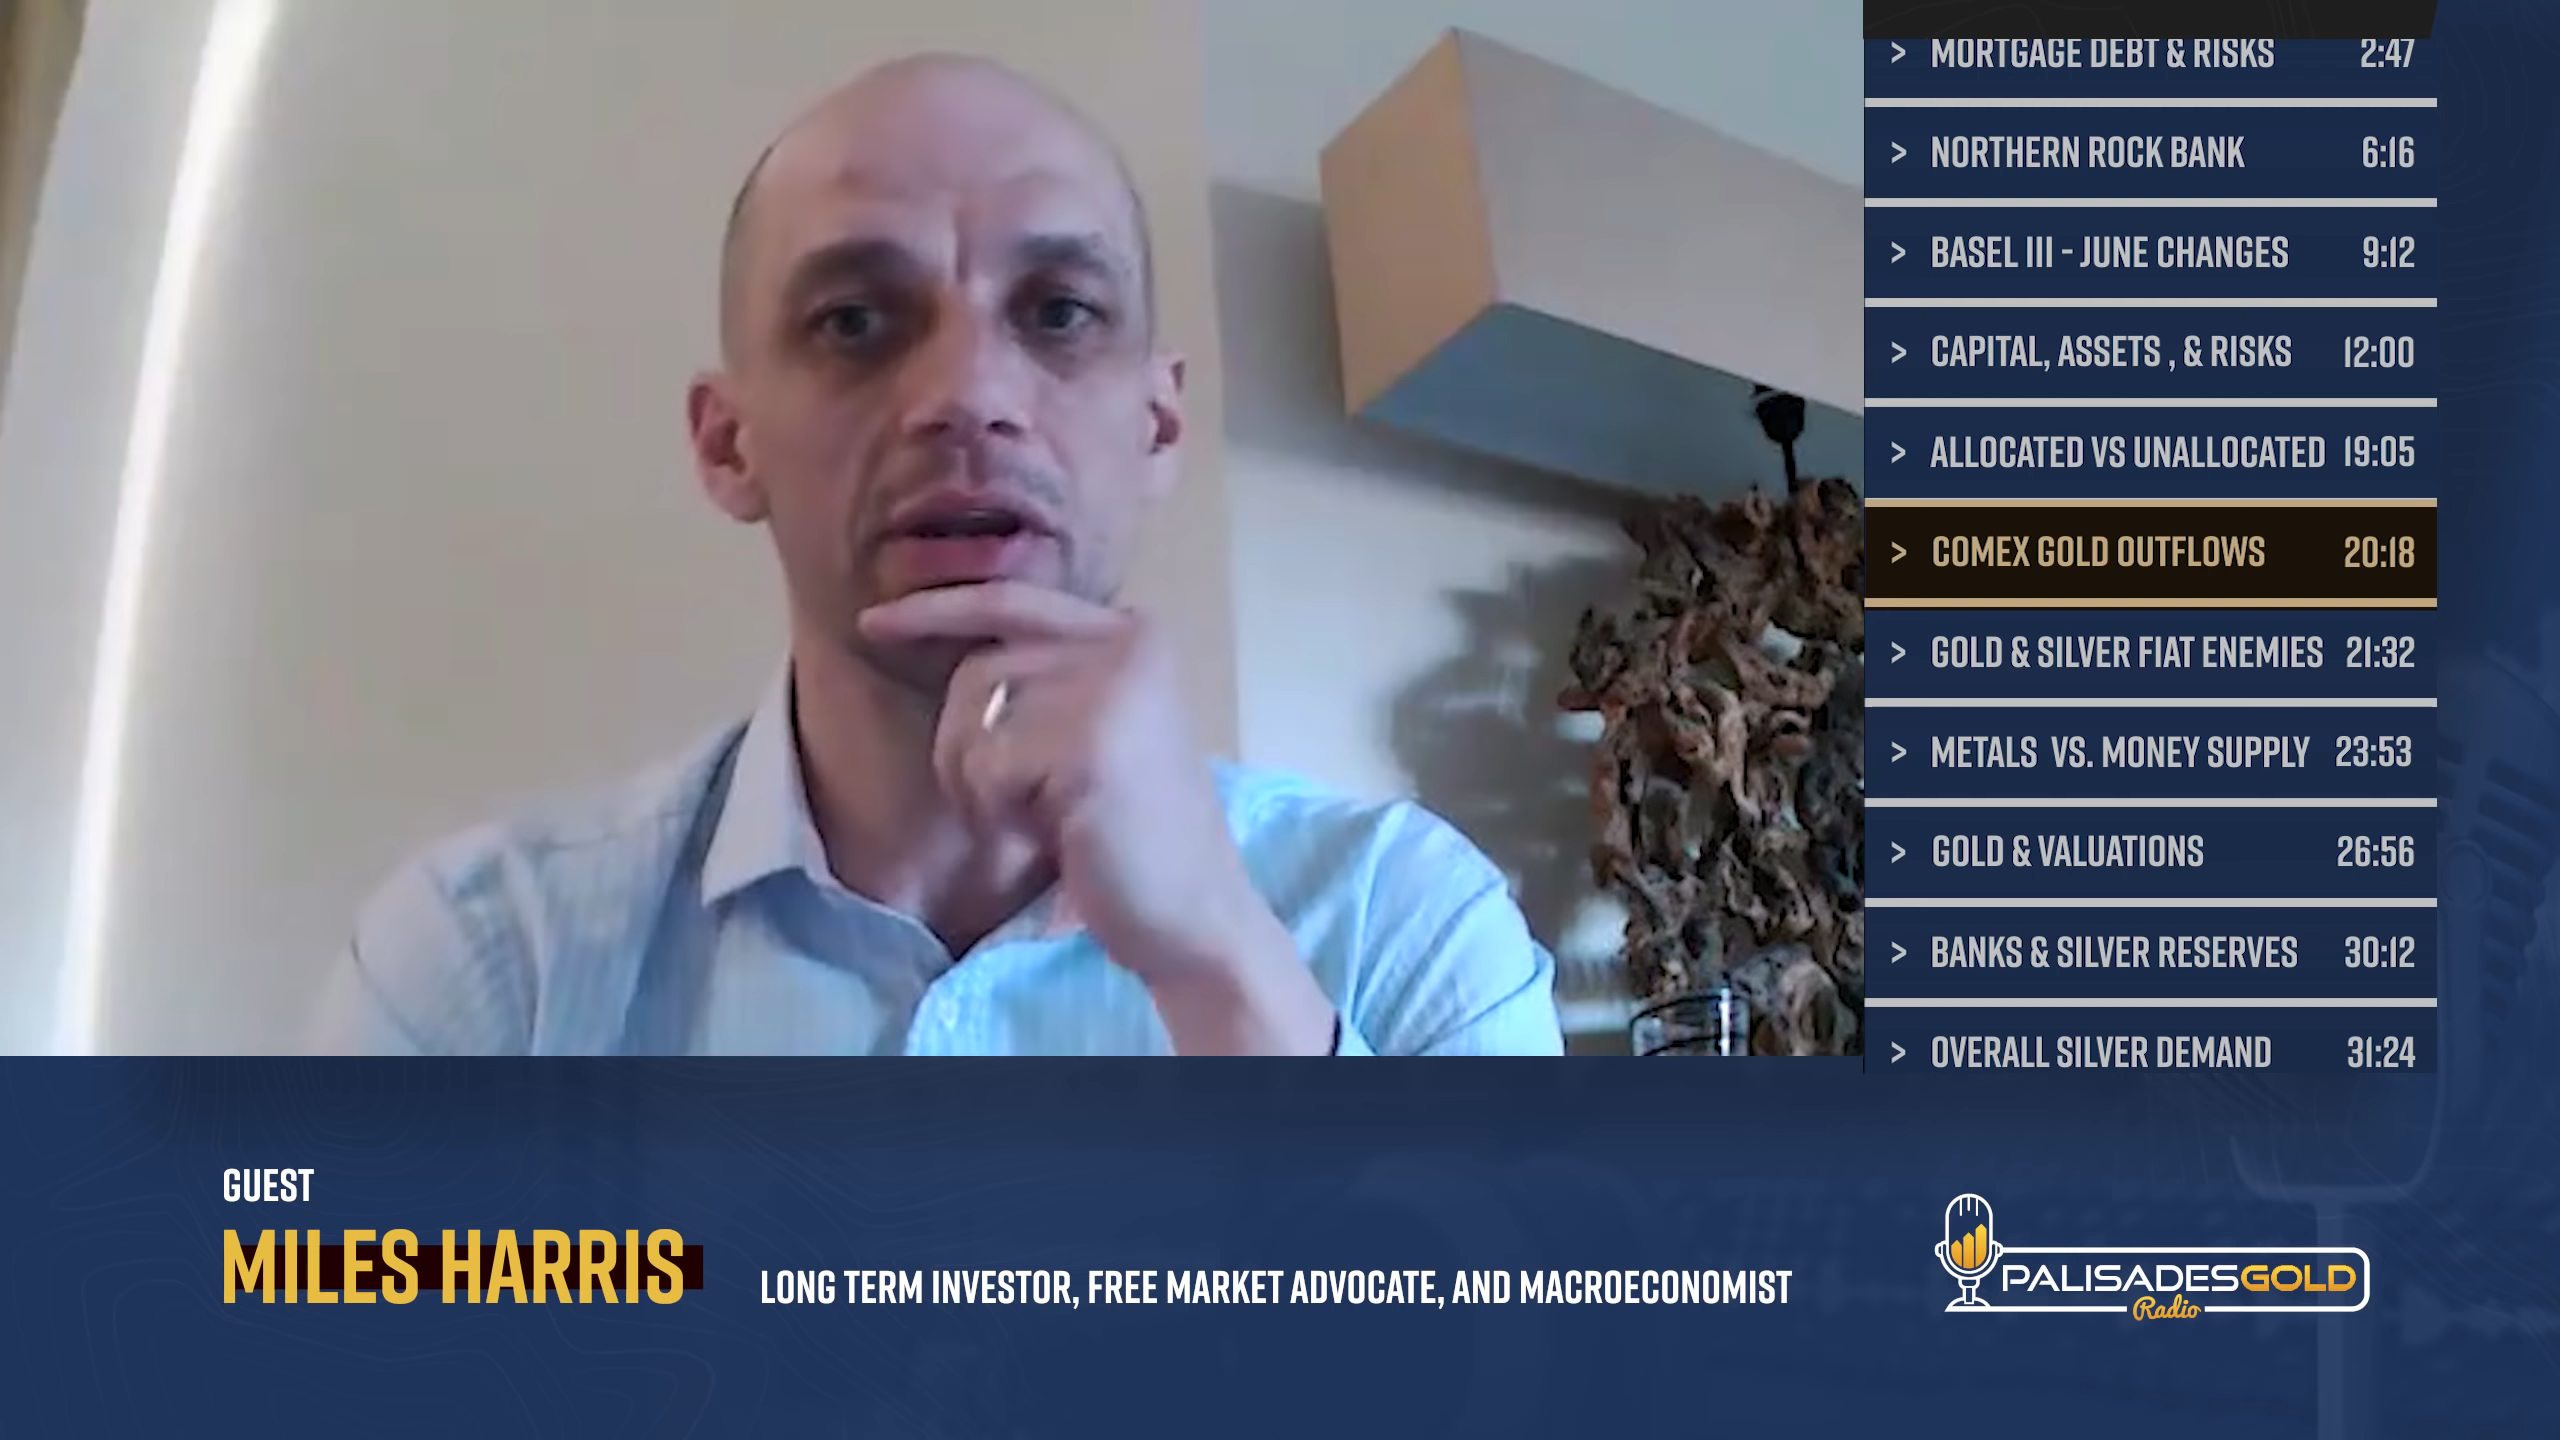 > MORTGAGE DEBT & RISKS 2:47
> NORTHERN ROCK BANK 6:16
> BASEL III - JUNE CHANGES 9:12
> CAPITAL, ASSETS , & RISKS 12:00
> ALLOCATED VS UNALLOCATED 19:05
> COMEX GOLD OUTFLOWS 20:18
> GOLD & SILVER FIAT ENEMIES 21:32
> METALS VS. MONEY SUPPLY 23:53
> GOLD & VALUATIONS 26:56
> BANKS & SILVER RESERVES 30:12
> OVERALL SILVER DEMAND 31:24
GUEST
MILES HARRIS
LONG TERM INVESTOR, FREE MARKET ADVOCATE, AND MACROECONOMIST
PALISADESGOLD
Radio